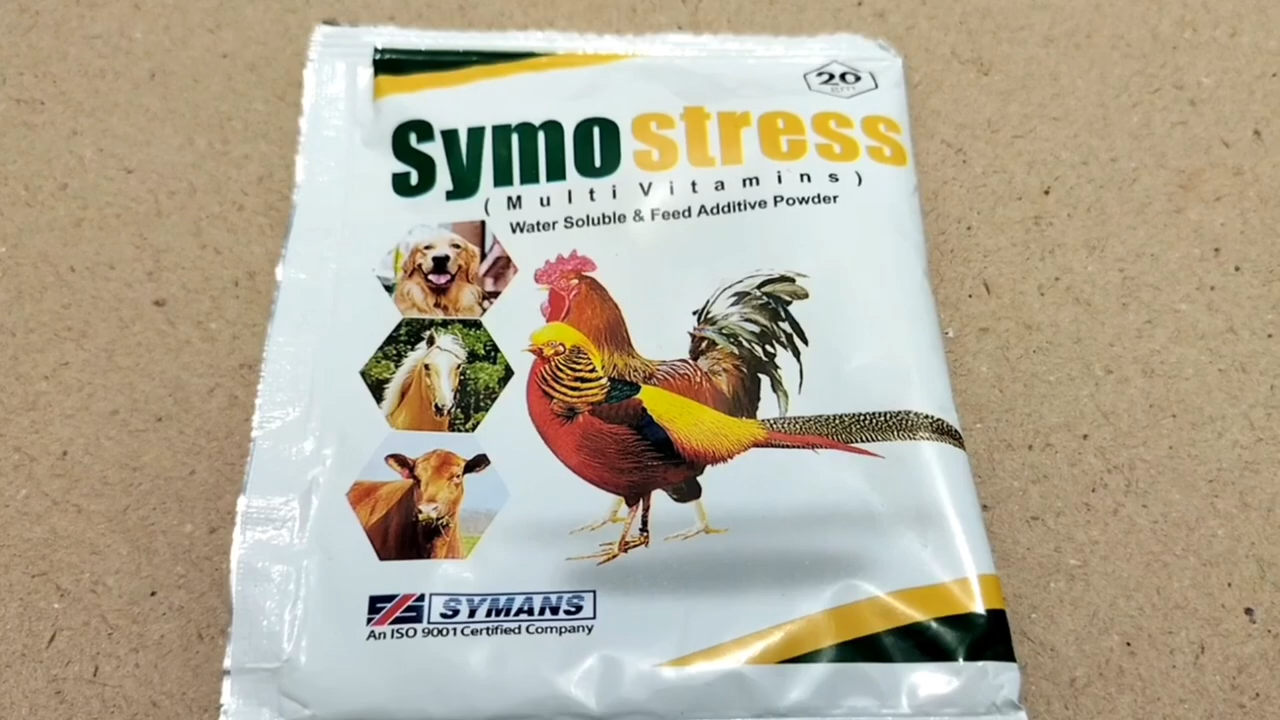 20
gm
Symostress
(Multi Vitamins)
Water Soluble & Feed Additive Powder
SYMANS
An ISO 9001 Certified Company